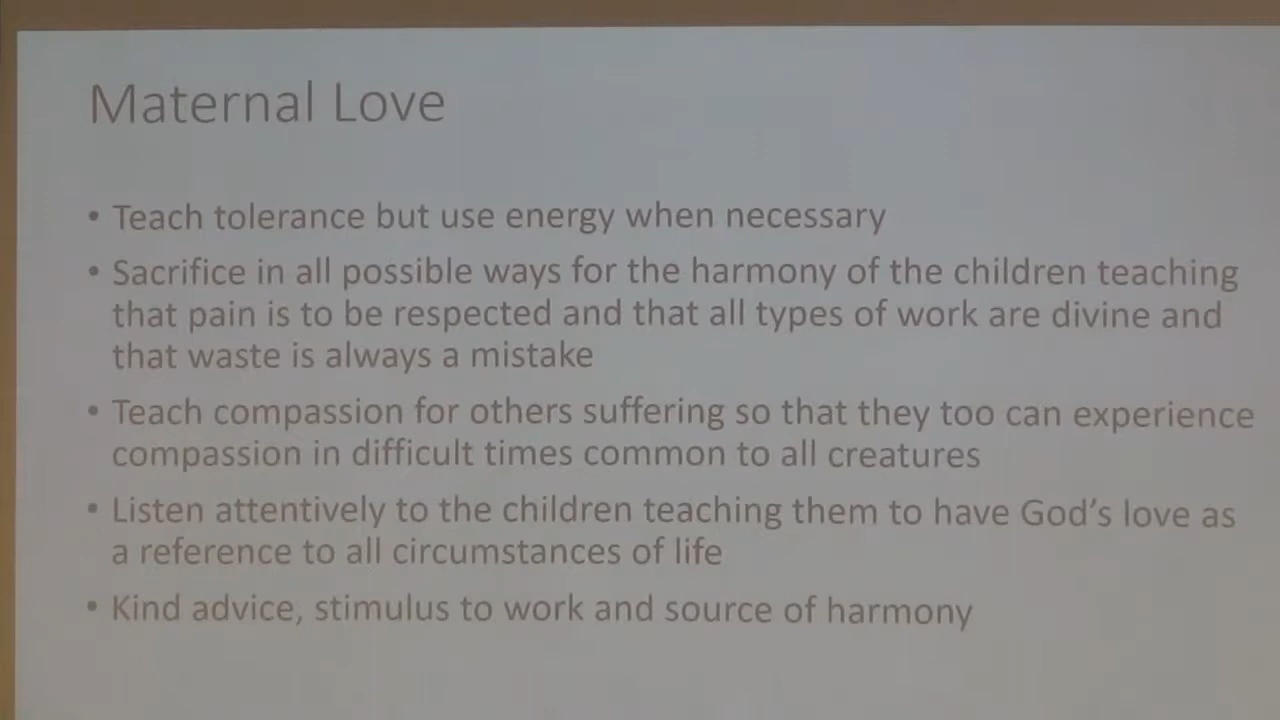 Maternal Love
• Teach tolerance but use energy when necessary
• Sacrifice in all possible ways for the harmony of the children teaching
that pain is to be respected and that all types of work are divine and
that waste is always a mistake
• Teach compassion for others suffering so that they too can experience
compassion in difficult times common to all creatures
• Listen attentively to the children teaching them to have God's love as
a reference to all circumstances of life
• Kind advice, stimulus to work and source of harmony